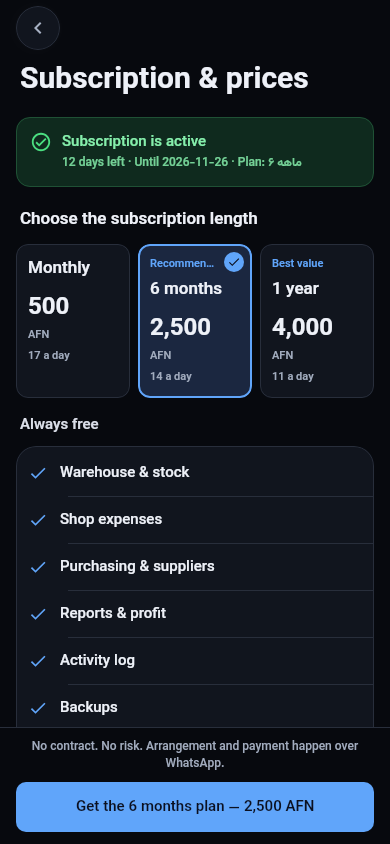 Subscription & prices
Subscription is active
12 days left · Until 2026-11-26 · Plan: ۶ ماهه
Choose the subscription length
Monthly
500
AFN
17 a day
Recommen...
6 months
2,500
AFN
14 a day
Best value
1 year
4,000
AFN
11 a day
Always free
Warehouse & stock
Shop expenses
Purchasing & suppliers
Reports & profit
Activity log
Backups
No contract. No risk. Arrangement and payment happen over
WhatsApp.
Get the 6 months plan — 2,500 AFN